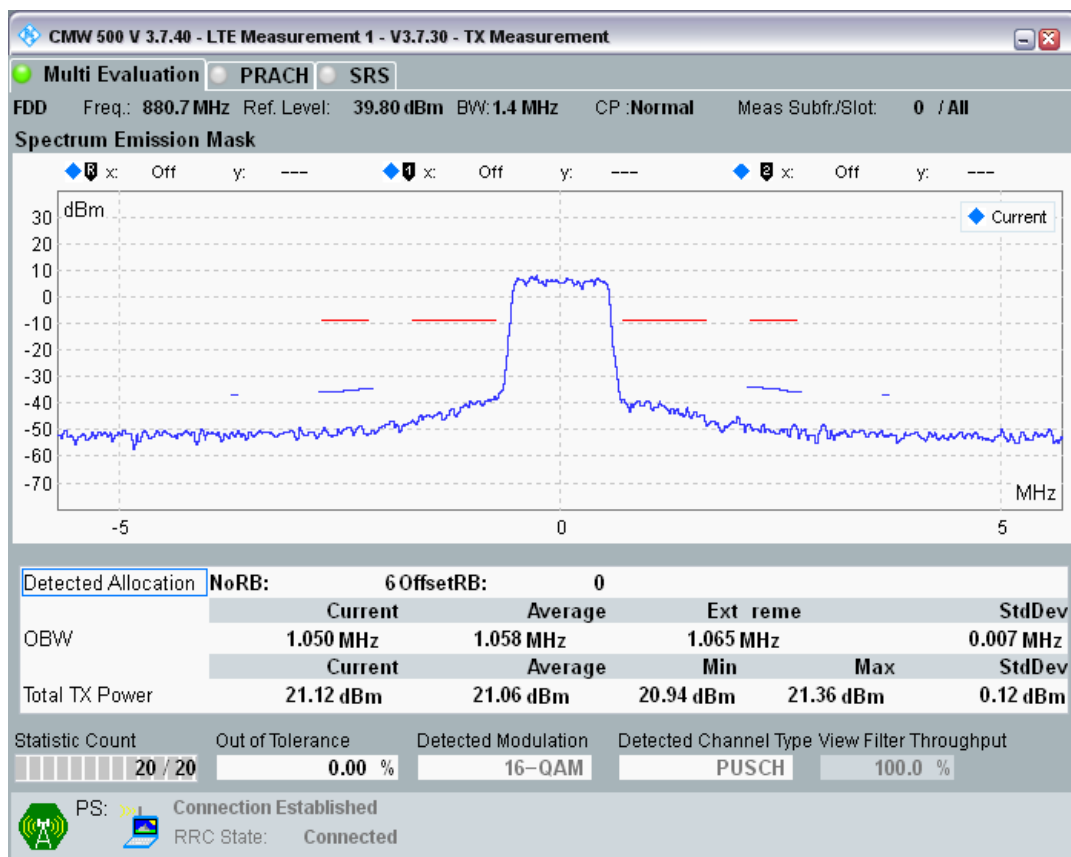 CMW 500 V 3.7.40 - LTE Measurement 1 - V3.7.30 - TX Measurement
Multi Evaluation PRACH SRS
FDD Freq.: 880.7 MHz Ref. Level: 39.80 dBm BW: 1.4 MHz CP :Normal Meas Subfr./Slot: 0 / All
Spectrum Emission Mask
R x: Off y: --- 1 x: Off y: --- 2 x: Off y: ---
dBm
Current
30
20
10
0
-10
-20
-30
-40
-50
-60
-70
MHz
-5 0 5
Detected Allocation NoRB: 6 OffsetRB: 0
Current Average Ext reme StdDev
OBW 1.050 MHz 1.058 MHz 1.065 MHz 0.007 MHz
Current Average Min Max StdDev
Total TX Power 21.12 dBm 21.06 dBm 20.94 dBm 21.36 dBm 0.12 dBm
Statistic Count Out of Tolerance Detected Modulation Detected Channel Type View Filter Throughput
20 / 20 0.00 % 16-QAM PUSCH 100.0 %
PS: Connection Established
RRC State: Connected